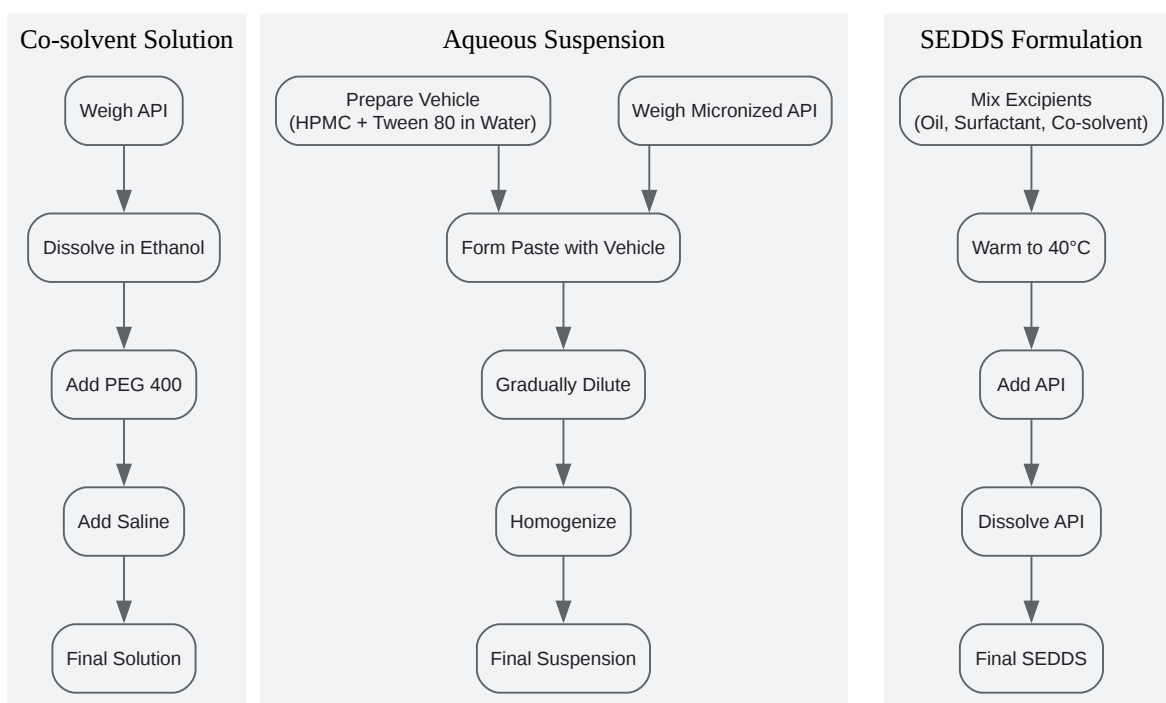 Co-solvent Solution
Weigh API
Dissolve in Ethanol
Add PEG 400
Add Saline
Final Solution
Aqueous Suspension
Prepare Vehicle
(HPMC + Tween 80 in Water)
Weigh Micronized API
Form Paste with Vehicle
Gradually Dilute
Homogenize
Final Suspension
SEDDS Formulation
Mix Excipients
(Oil, Surfactant, Co-solvent)
Warm to 40°C
Add API
Dissolve API
Final SEDDS